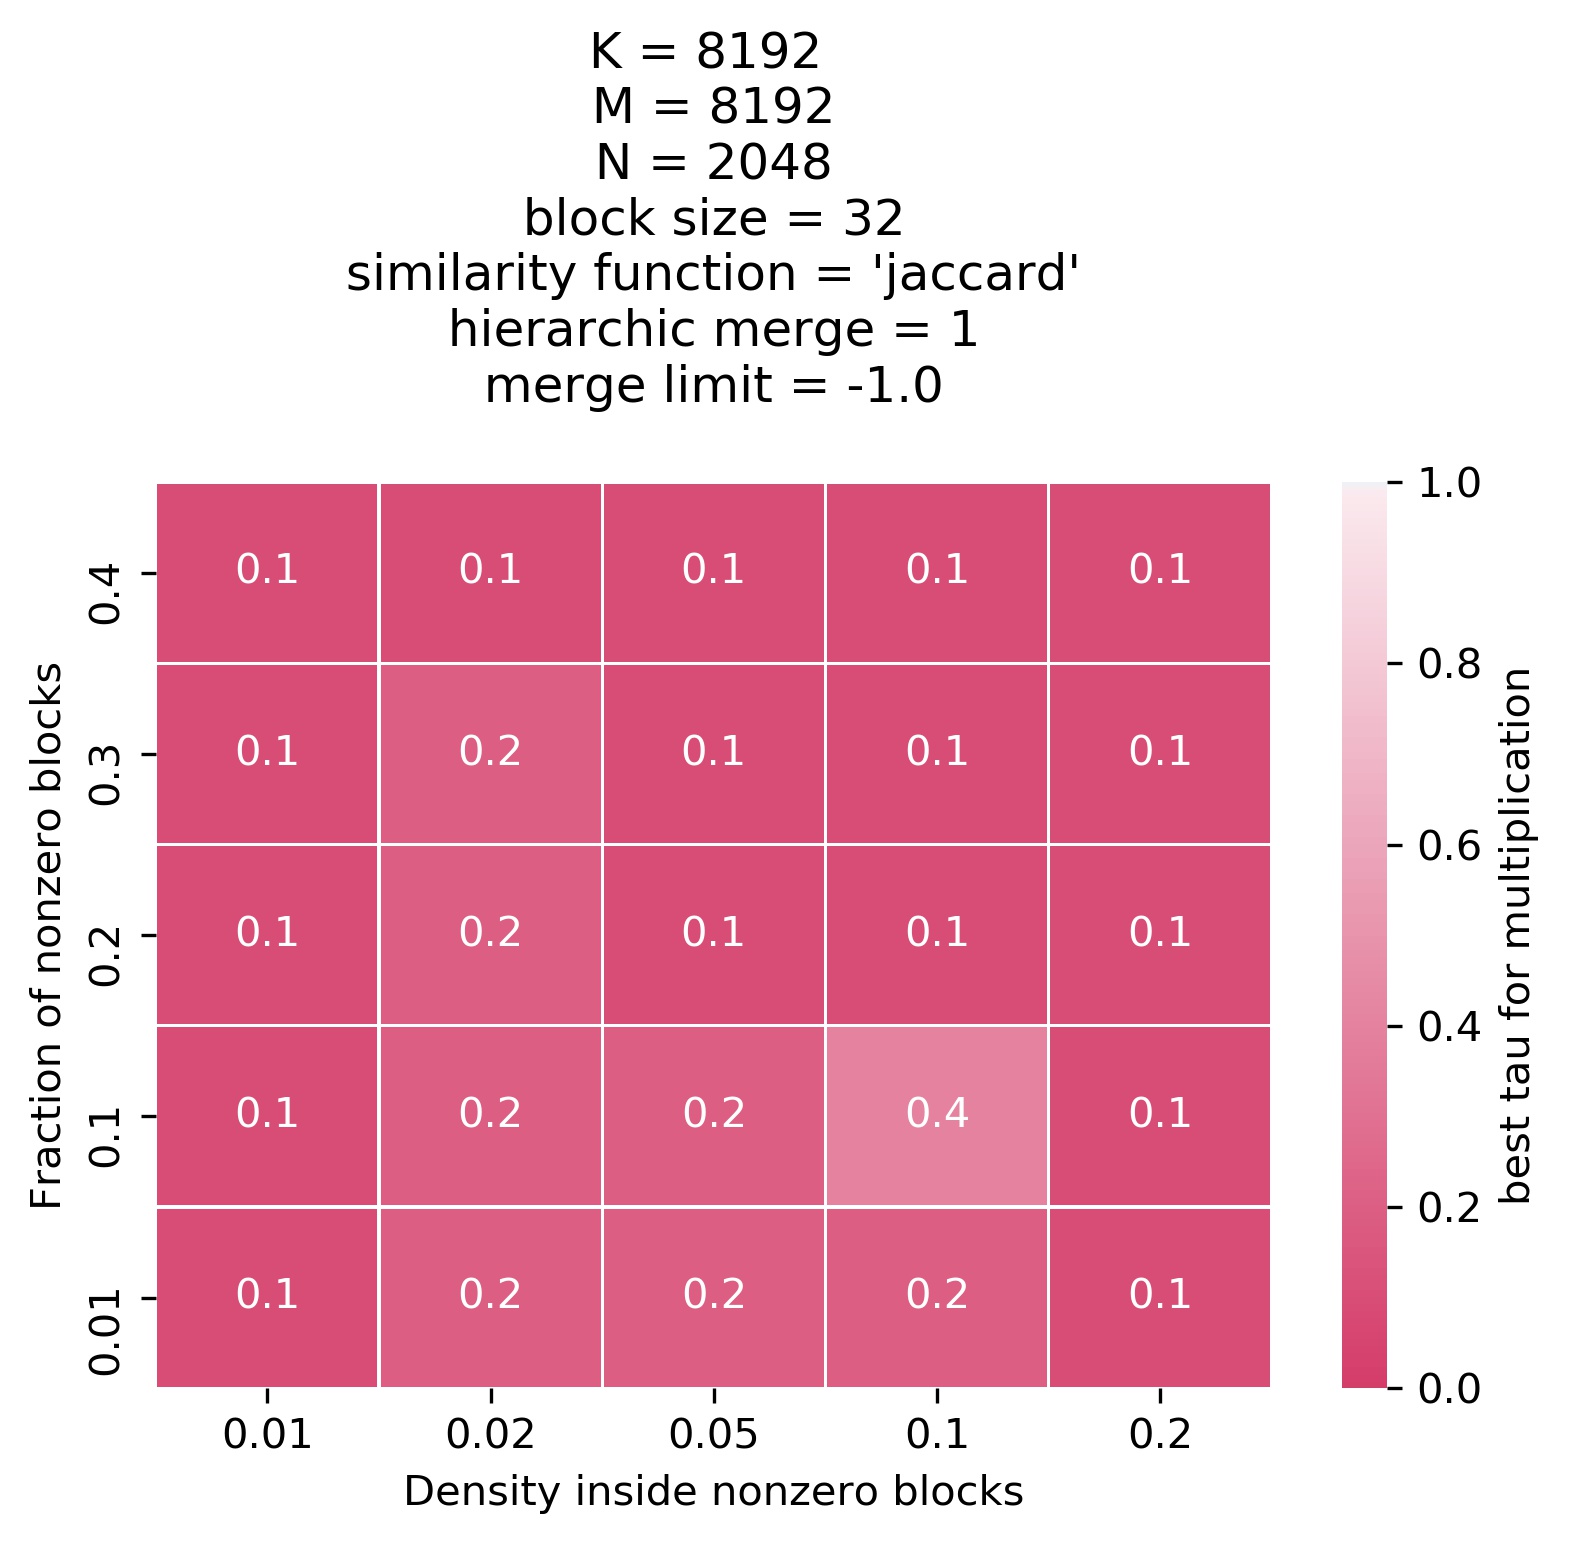 K = 8192
M = 8192
N = 2048
block size = 32
similarity function = 'jaccard'
hierarchic merge = 1
merge limit = -1.0
Fraction of nonzero blocks
0.4
0.1 0.1 0.1 0.1 0.1
0.3
0.1 0.2 0.1 0.1 0.1
0.2
0.1 0.2 0.1 0.1 0.1
0.1
0.1 0.2 0.2 0.4 0.1
0.01
0.1 0.2 0.2 0.2 0.1
0.01 0.02 0.05 0.1 0.2
Density inside nonzero blocks
1.0
0.8
0.6
0.4
0.2
0.0
best tau for multiplication